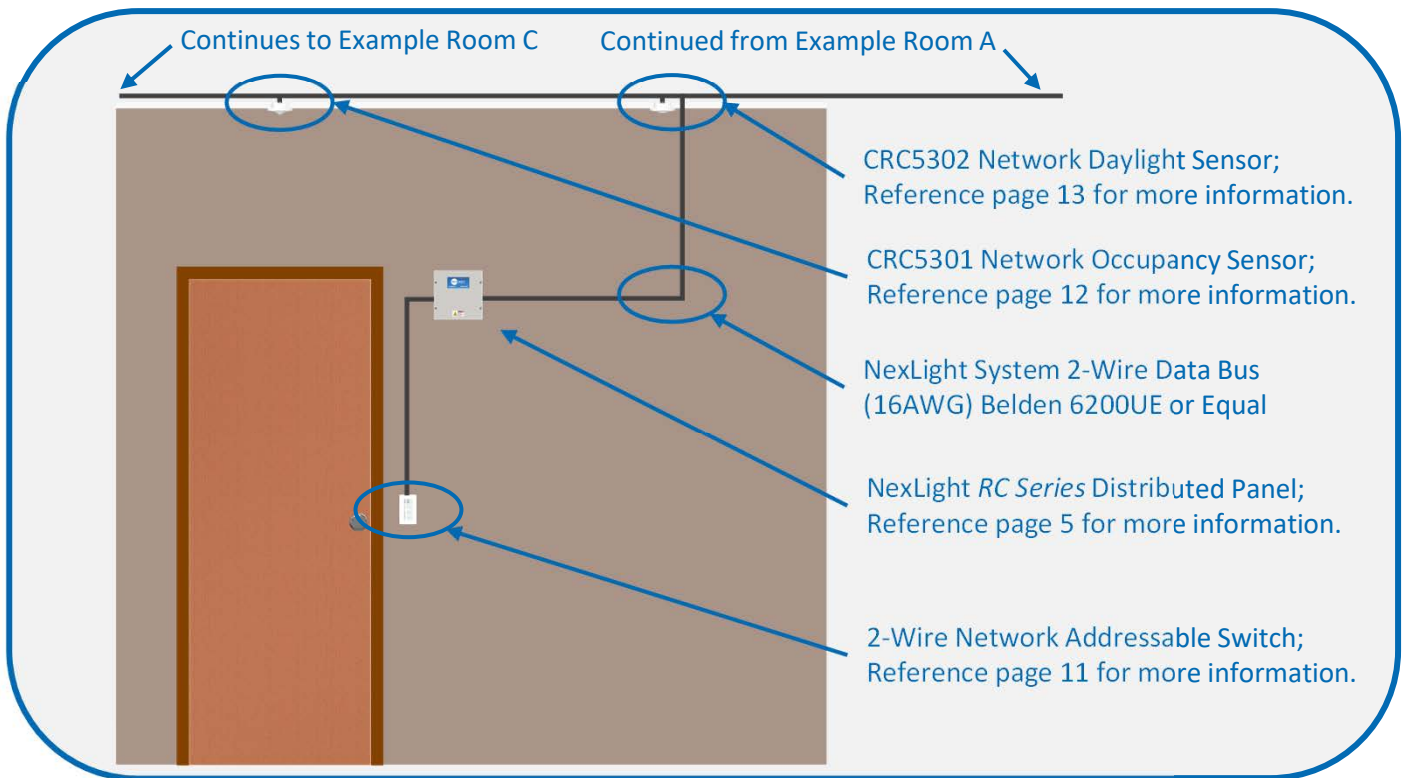 Continues to Example Room C
Continued from Example Room A
CRC5302 Network Daylight Sensor;
Reference page 13 for more information.
CRC5301 Network Occupancy Sensor;
Reference page 12 for more information.
NexLight System 2-Wire Data Bus
(16AWG) Belden 6200UE or Equal
NexLight RC Series Distributed Panel;
Reference page 5 for more information.
2-Wire Network Addressable Switch;
Reference page 11 for more information.